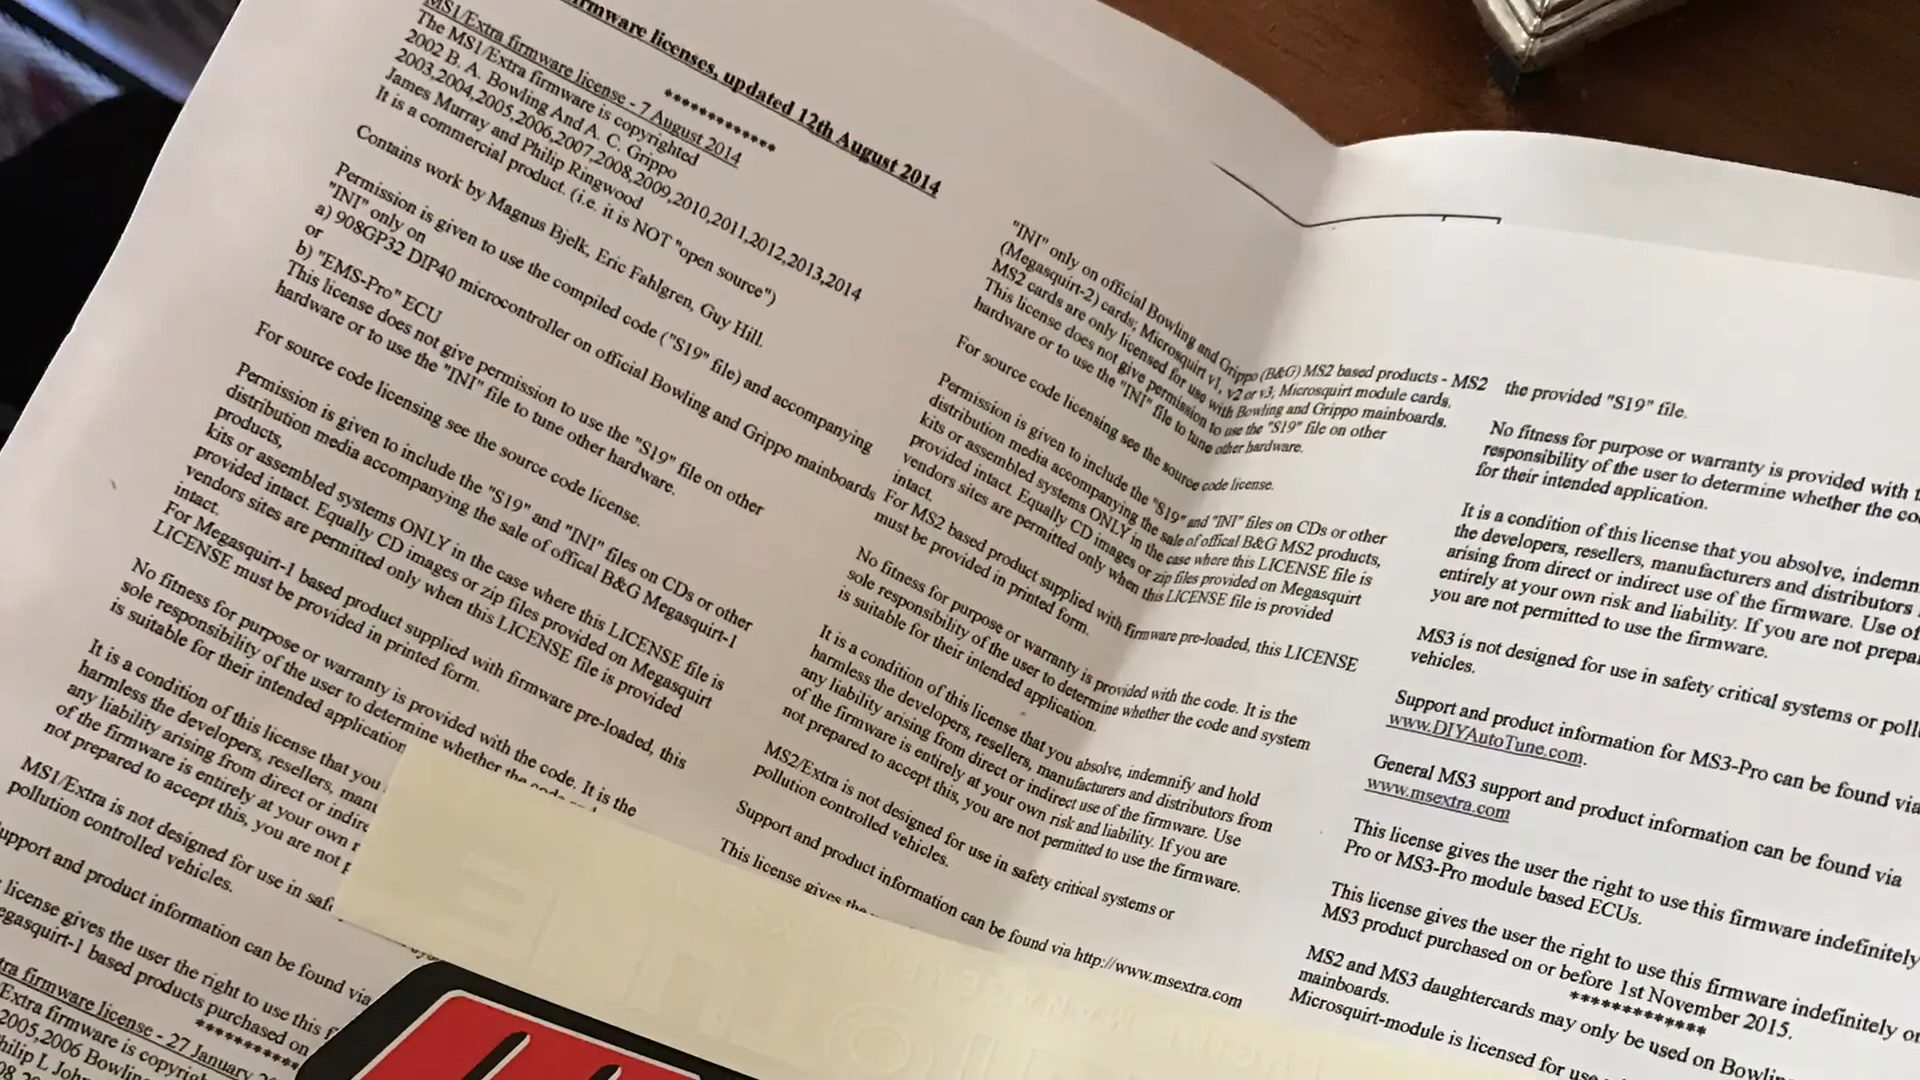 firmware licenses, updated 12th August 2014
*************
MS1/Extra firmware license - 7 August 2014
The MS1/Extra firmware is copyrighted
2002 B. A. Bowling And A. C. Grippo
2003,2004,2005,2006,2007,2008,2009,2010,2011,2012,2013,2014
James Murray and Philip Ringwood
It is a commercial product. (i.e. it is NOT "open source")
Contains work by Magnus Bjelk, Eric Fahlgren, Guy Hill.
Permission is given to use the compiled code ("S19" file) and accompanying
"INI" only on
a) 908GP32 DIP40 microcontroller on official Bowling and Grippo mainboards
or
b) "EMS-Pro" ECU
This license does not give permission to use the "S19" file on other
hardware or to use the "INI" file to tune other hardware.
For source code licensing see the source code license.
Permission is given to include the "S19" and "INI" files on CDs or other
distribution media accompanying the sale of offical B&G Megasquirt-1
products,
kits or assembled systems ONLY in the case where this LICENSE file is
provided intact. Equally CD images or zip files provided on Megasquirt
vendors sites are permitted only when this LICENSE file is provided
intact.
For Megasquirt-1 based product supplied with firmware pre-loaded, this
LICENSE must be provided in printed form.
No fitness for purpose or warranty is provided with the code. It is the
sole responsibility of the user to determine whether the code and
is suitable for their intended application
It is a condition of this license that you
harmless the developers, resellers,
any liability arising from direct or
of the firmware is entirely at your own
not prepared to accept this, you are not
MS1/Extra is not designed for use in
pollution controlled vehicles.
support and product information can be found via
license gives the user the right to use this
Megasquirt-1 based products purchased on
**********
firmware license - 27 January
Extra firmware is
2005,2006
"INI" only on official Bowling and Grippo (B&G) MS2 based products - MS2
(Megasquirt-2) cards; Microsquirt v1, v2 or v3, Microsquirt module cards.
MS2 cards are only licensed for use with Bowling and Grippo mainboards.
This license does not give permission to use the "S19" file on other
hardware or to use the "INI" file to tune other hardware.
For source code licensing see the source code license.
Permission is given to include the "S19" and "INI" files on CDs or other
distribution media accompanying the sale of offical B&G MS2 products,
kits or assembled systems ONLY in the case where this LICENSE file is
provided intact. Equally CD images or zip files provided on Megasquirt
vendors sites are permitted only when this LICENSE file is provided
intact.
For MS2 based product supplied with firmware pre-loaded, this LICENSE
must be provided in printed form.
No fitness for purpose or warranty is provided with the code. It is the
sole responsibility of the user to determine whether the code and system
is suitable for their intended application.
It is a condition of this license that you absolve, indemnify and hold
harmless the developers, resellers, manufacturers and distributors from
any liability arising from direct or indirect use of the firmware. Use
of the firmware is entirely at your own risk and liability. If you are
not prepared to accept this, you are not permitted to use the firmware.
MS2/Extra is not designed for use in safety critical systems or
pollution controlled vehicles.
Support and product information can be found via http://www.msextra.com
This license gives the
the provided "S19" file.
No fitness for purpose or warranty is provided with
responsibility of the user to determine whether the
for their intended application.
It is a condition of this license that you absolve,
the developers, resellers, manufacturers and distributors
arising from direct or indirect use of the firmware. Use of
entirely at your own risk and liability. If you are not
you are not permitted to use the firmware.
MS3 is not designed for use in safety critical systems or
vehicles.
Support and product information for MS3-Pro can be found via
www.DIYAutoTune.com.
General MS3 support and product information can be found via
www.msextra.com
This license gives the user the right to use this firmware indefinitely
Pro or MS3-Pro module based ECUs.
This license gives the user the right to use this firmware indefinitely on
MS3 product purchased on or before 1st November 2015.
***********
MS2 and MS3 daughtercards may only be used on
mainboards.
Microsquirt-module is licensed for use